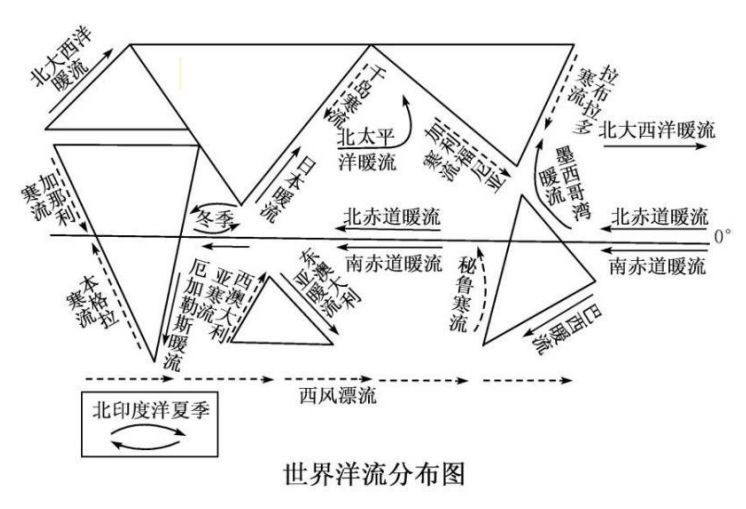 北大西洋
暖流
千岛寒流
北太平
洋暖流
加利福尼亚
寒流
拉布拉多
寒流
北大西洋暖流
墨西哥湾
暖流
日本暖流
加那利
寒流
冬季
北赤道暖流
北赤道暖流
0°
南赤道暖流
南赤道暖流
本格拉
寒流
厄加勒斯暖流
西澳大利
亚寒流
东澳大利
亚暖流
秘鲁寒流
巴西暖流
西风漂流
北印度洋夏季
世界洋流分布图